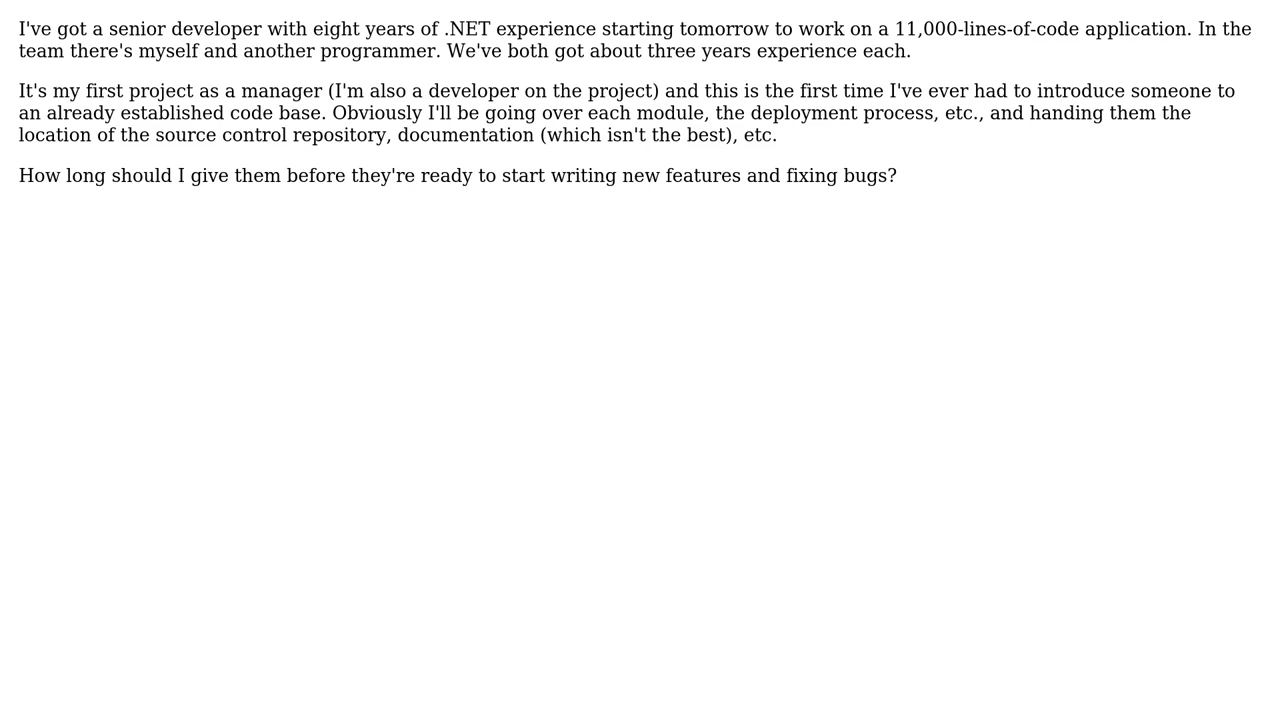 I've got a senior developer with eight years of .NET experience starting tomorrow to work on a 11,000-lines-of-code application. In the
team there's myself and another programmer. We've both got about three years experience each.
It's my first project as a manager (I'm also a developer on the project) and this is the first time I've ever had to introduce someone to
an already established code base. Obviously I'll be going over each module, the deployment process, etc., and handing them the
location of the source control repository, documentation (which isn't the best), etc.
How long should I give them before they're ready to start writing new features and fixing bugs?